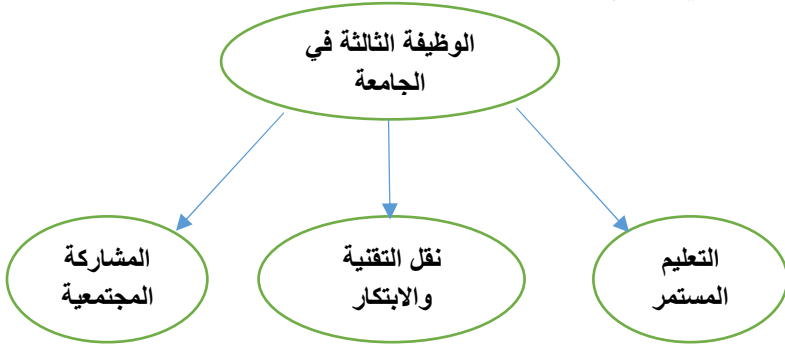 الوظيفة الثالثة في
الجامعة
التعليم
المستمر
نقل التقنية
والابتكار
المشاركة
المجتمعية